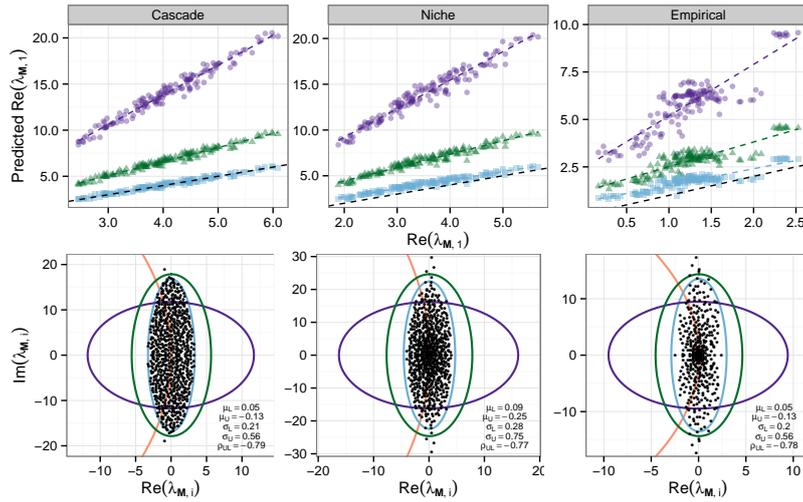 Cascade
Niche
Empirical
Predicted Re(λM, 1)
20.0
15.0
10.0
5.0
3.0
4.0
5.0
6.0
20.0
15.0
10.0
5.0
2.0
3.0
4.0
5.0
10.0
7.5
5.0
2.5
0.5
1.0
1.5
2.0
2.5
Re(λM, 1)
Im(λM, i)
20
10
0
−10
−20
−10
−5
0
5
10
μL = 0.05
μU = −0.13
σL = 0.21
σU = 0.56
ρUL = −0.79
30
20
10
0
−10
−20
−30
−20
−10
0
10
20
μL = 0.09
μU = −0.25
σL = 0.28
σU = 0.75
ρUL = −0.77
10
0
−10
−10
−5
0
5
μL = 0.05
μU = −0.13
σL = 0.2
σU = 0.56
ρUL = −0.78
Re(λM, i)
Re(λM, i)
Re(λM, i)